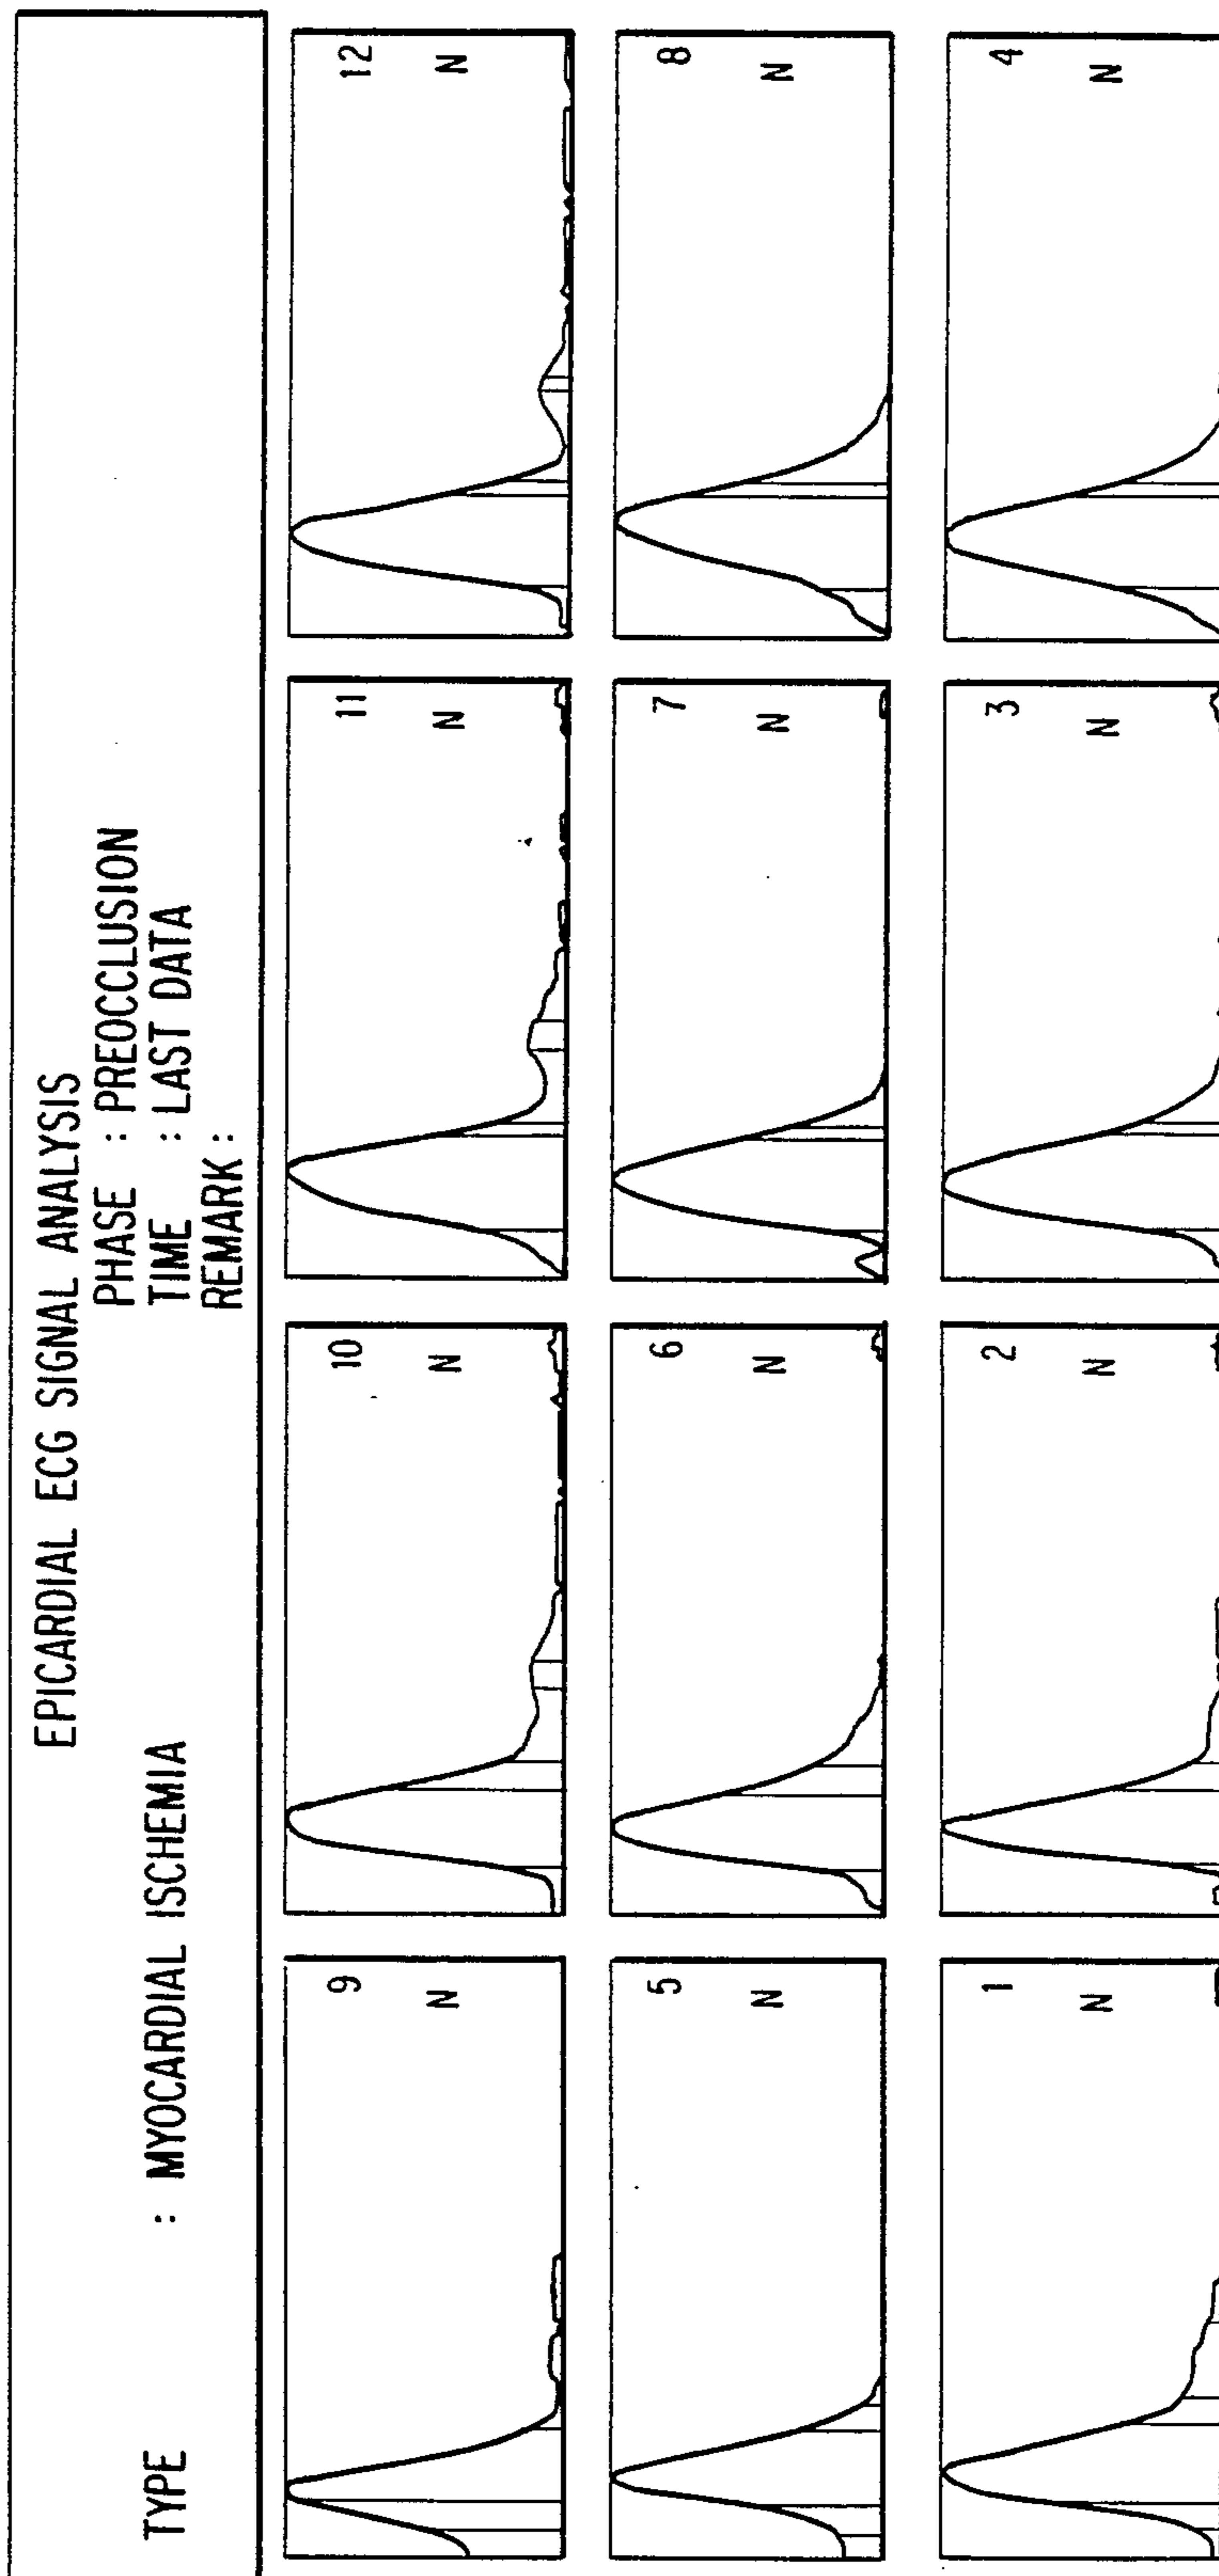 EPICARDIAL ECG SIGNAL ANALYSIS
PHASE : PREOCCLUSION
TYPE : MYOCARDIAL ISCHEMIA TIME : LAST DATA
REMARK :
9 10 11 12
N N N N
5 6 7 8
N N N N
1 2 3 4
N N N N